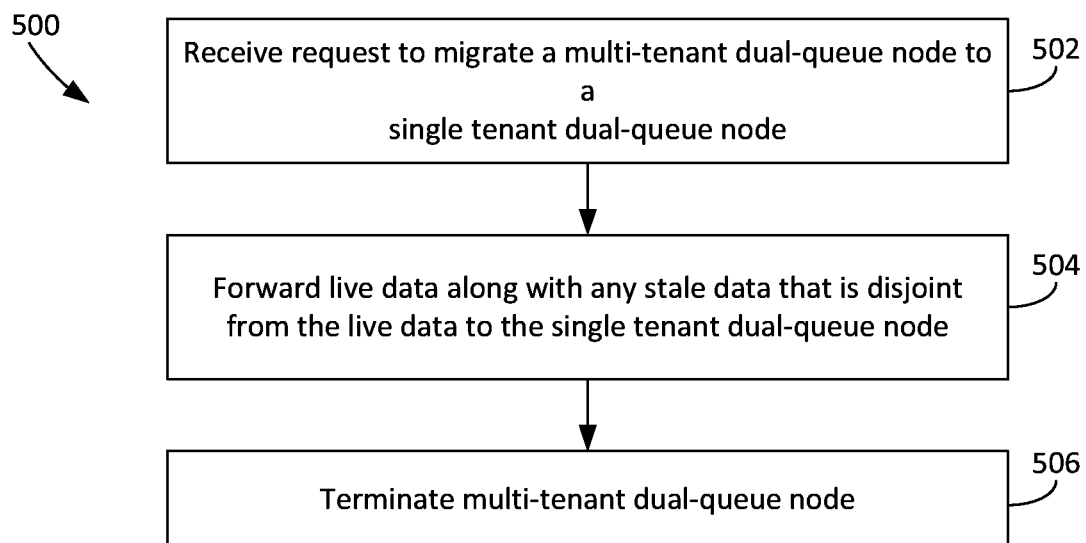 500
Receive request to migrate a multi-tenant dual-queue node to
a
single tenant dual-queue node
502
Forward live data along with any stale data that is disjoint
from the live data to the single tenant dual-queue node
504
Terminate multi-tenant dual-queue node
506